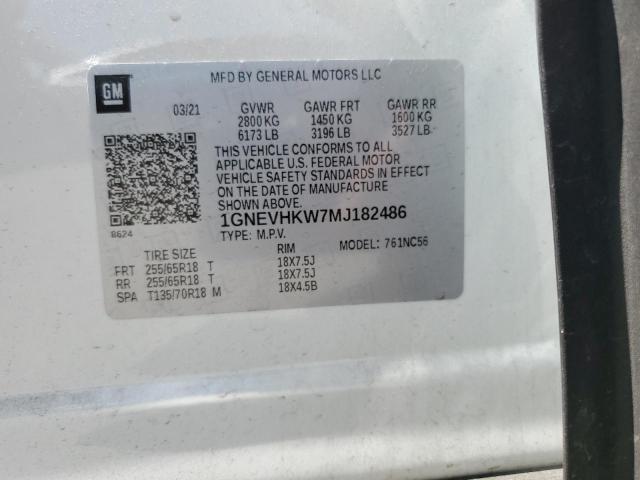 GM
MFD BY GENERAL MOTORS LLC
03/21 GVWR GAWR FRT GAWR RR
2800 KG 1450 KG 1600 KG
6173 LB 3196 LB 3527 LB
THIS VEHICLE CONFORMS TO ALL
APPLICABLE U.S. FEDERAL MOTOR
VEHICLE SAFETY STANDARDS IN EFFECT
ON THE DATE OF MANUFACTURE
SHOWN ABOVE.
8624
1GNEVHKW7MJ182486
TYPE: M.P.V. MODEL: 761NC56
TIRE SIZE RIM
FRT 255/65R18 T 18X7.5J
RR 255/65R18 T 18X7.5J
SPA T135/70R18 M 18X4.5B